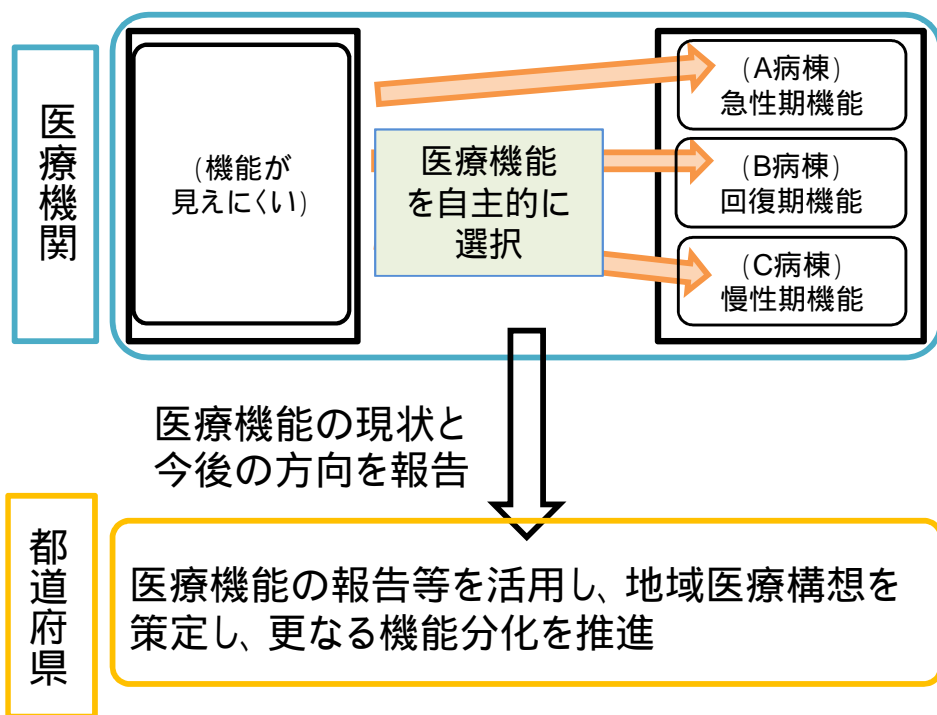 医療機関
(機能が
見えにくい)
医療機能
を自主的に
選択
(A病棟)
急性期機能
(B病棟)
回復期機能
(C病棟)
慢性期機能
医療機能の現状と
今後の方向を報告
都道府県
医療機能の報告等を活用し、地域医療構想を
策定し、更なる機能分化を推進